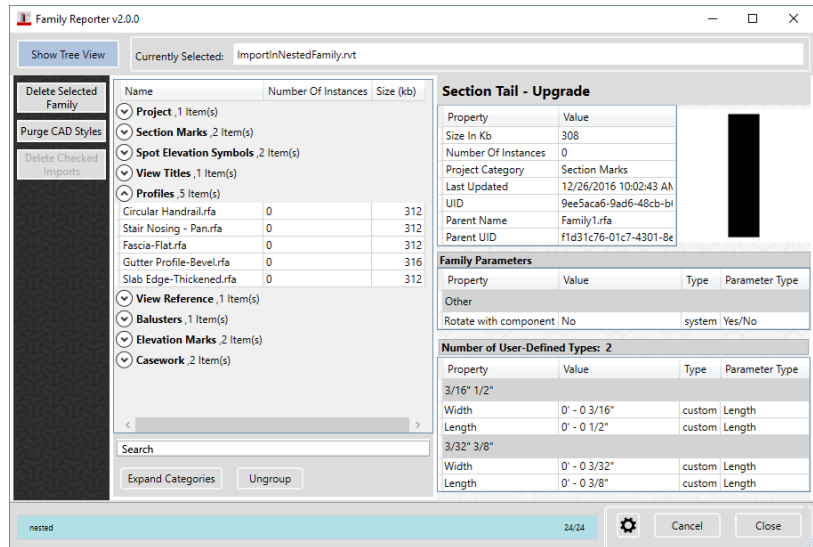 Family Reporter v2.0.0
Show Tree View
Currently Selected: ImportInNestedFamily.rvt
Delete Selected
Family
Purge CAD Styles
Delete Checked
Imports
Name Number Of Instances Size (kb)
Project ,1 Item(s)
Section Marks ,2 Item(s)
Spot Elevation Symbols ,2 Item(s)
View Titles ,1 Item(s)
Profiles ,5 Item(s)
Circular Handrail.rfa 0 312
Stair Nosing - Pan.rfa 0 312
Fascia-Flat.rfa 0 312
Gutter Profile-Bevel.rfa 0 316
Slab Edge-Thickened.rfa 0 312
View Reference ,1 Item(s)
Balusters ,1 Item(s)
Elevation Marks ,2 Item(s)
Casework ,2 Item(s)
Search
Expand Categories Ungroup
Section Tail - Upgrade
Property Value
Size In Kb 308
Number Of Instances 0
Project Category Section Marks
Last Updated 12/26/2016 10:02:43 AM
UID 9ee5aca6-9ad6-48cb-b
Parent Name Family1.rfa
Parent UID f1d31c76-01c7-4301-8e
Family Parameters
Property Value Type Parameter Type
Other
Rotate with component No system Yes/No
Number of User-Defined Types: 2
Property Value Type Parameter Type
3/16" 1/2"
Width 0' - 0 3/16" custom Length
Length 0' - 0 1/2" custom Length
3/32" 3/8"
Width 0' - 0 3/32" custom Length
Length 0' - 0 3/8" custom Length
nested 24/24
Cancel Close